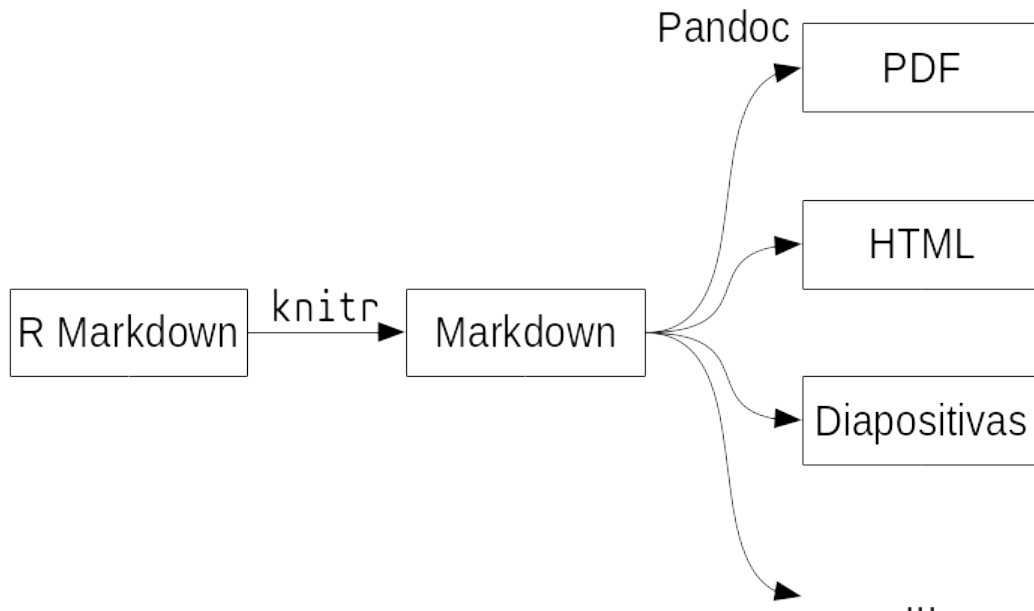 Pandoc
PDF
HTML
R Markdown
knitr
Markdown
Diapositivas
...